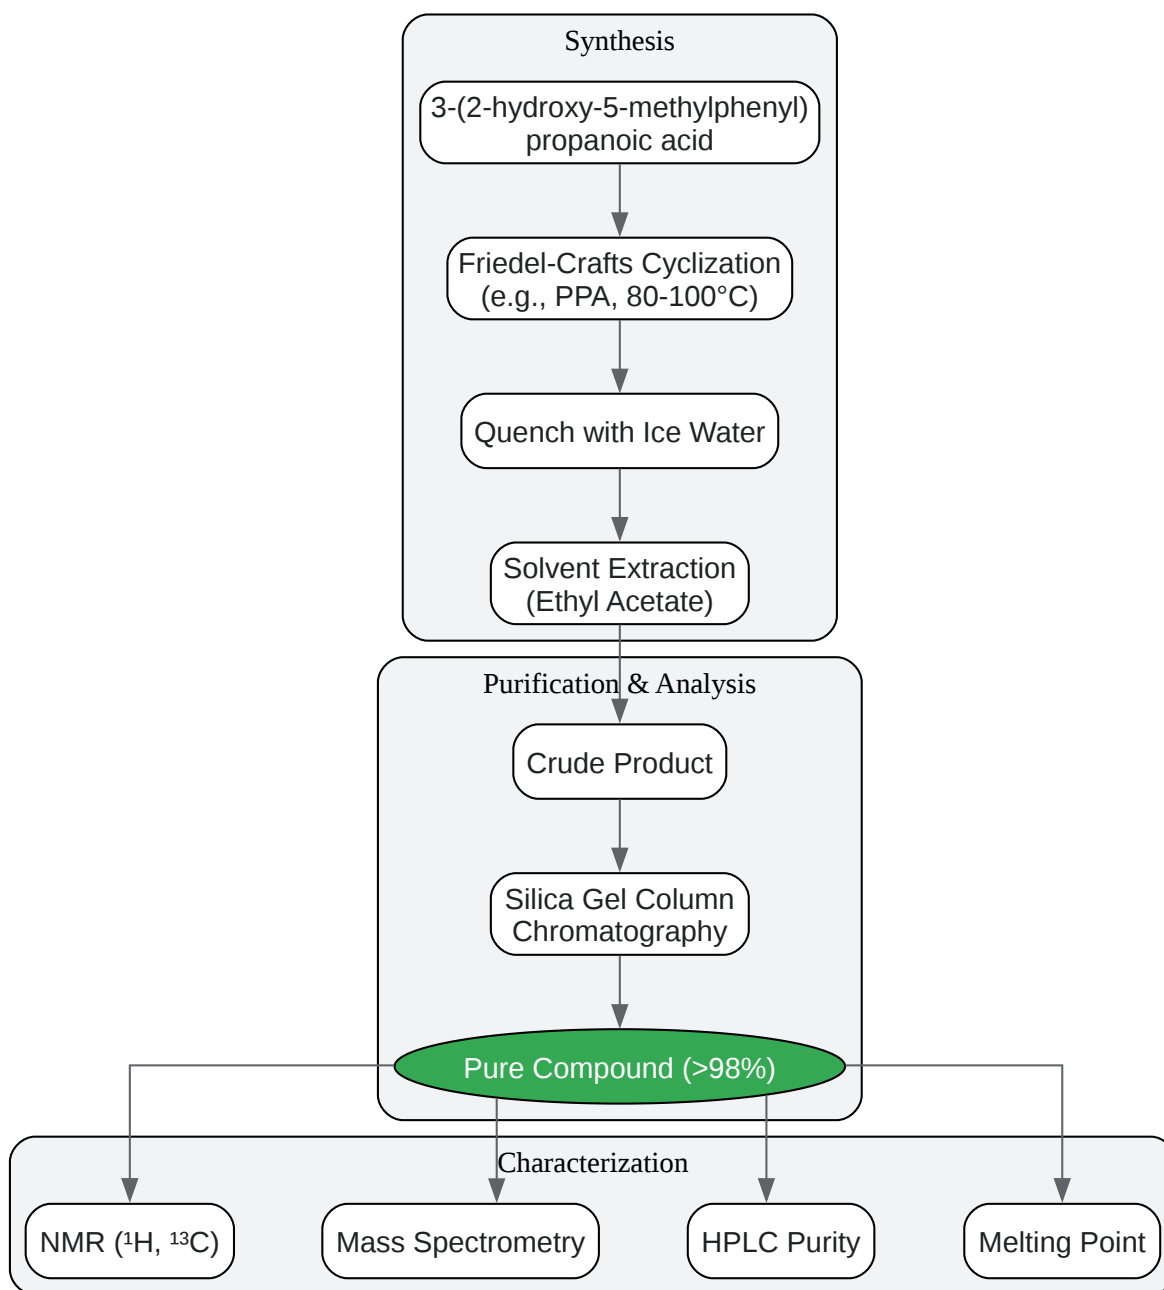 Synthesis
3-(2-hydroxy-5-methylphenyl)
propanoic acid
Friedel-Crafts Cyclization
(e.g., PPA, 80-100°C)
Quench with Ice Water
Solvent Extraction
(Ethyl Acetate)
Purification & Analysis
Crude Product
Silica Gel Column
Chromatography
Pure Compound (>98%)
Characterization
NMR (¹H, ¹³C)
Mass Spectrometry
HPLC Purity
Melting Point